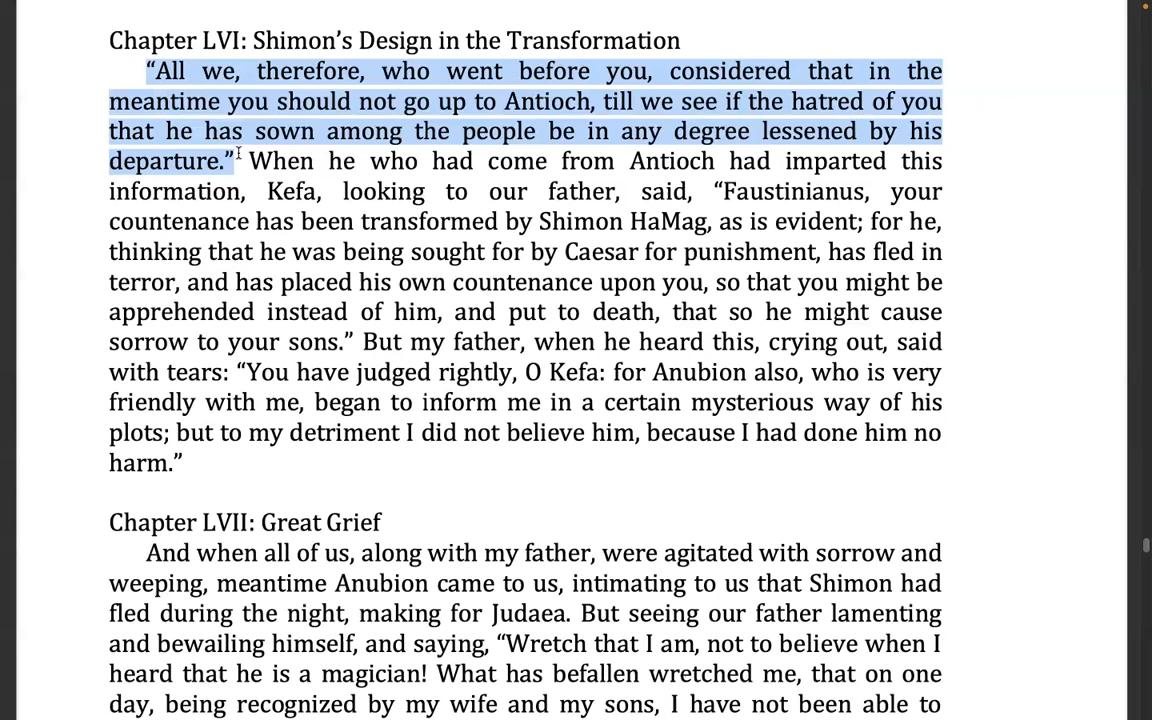 Chapter LVI: Shimon’s Design in the Transformation
“All we, therefore, who went before you, considered that in the
meantime you should not go up to Antioch, till we see if the hatred of you
that he has sown among the people be in any degree lessened by his
departure.” When he who had come from Antioch had imparted this
information, Kefa, looking to our father, said, “Faustinianus, your
countenance has been transformed by Shimon HaMag, as is evident; for he,
thinking that he was being sought for by Caesar for punishment, has fled in
terror, and has placed his own countenance upon you, so that you might be
apprehended instead of him, and put to death, that so he might cause
sorrow to your sons.” But my father, when he heard this, crying out, said
with tears: “You have judged rightly, O Kefa: for Anubion also, who is very
friendly with me, began to inform me in a certain mysterious way of his
plots; but to my detriment I did not believe him, because I had done him no
harm.”
Chapter LVII: Great Grief
And when all of us, along with my father, were agitated with sorrow and
weeping, meantime Anubion came to us, intimating to us that Shimon had
fled during the night, making for Judaea. But seeing our father lamenting
and bewailing himself, and saying, “Wretch that I am, not to believe when I
heard that he is a magician! What has befallen wretched me, that on one
day, being recognized by my wife and my sons, I have not been able to